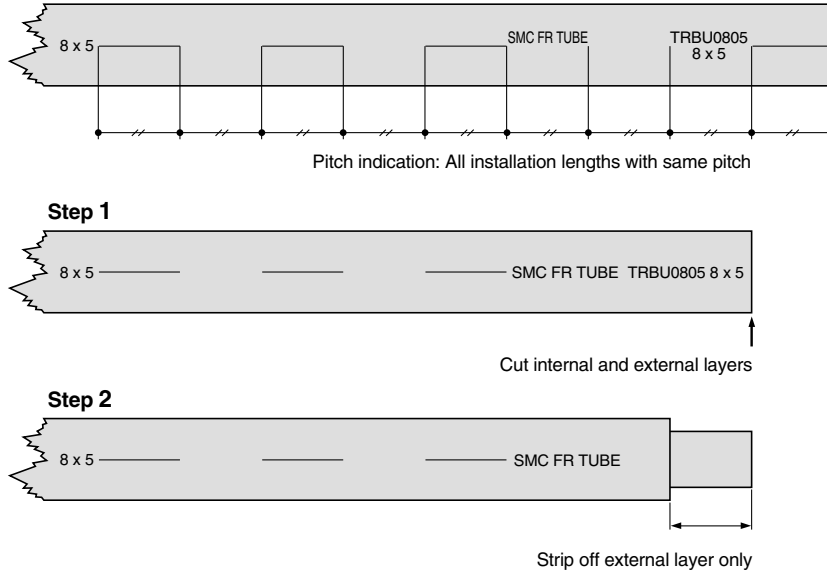 8 x 5
SMC FR TUBE
TRBU0805
8 x 5
Pitch indication: All installation lengths with same pitch
Step 1
8 x 5
SMC FR TUBE TRBU0805 8 x 5
Cut internal and external layers
Step 2
8 x 5
SMC FR TUBE
Strip off external layer only